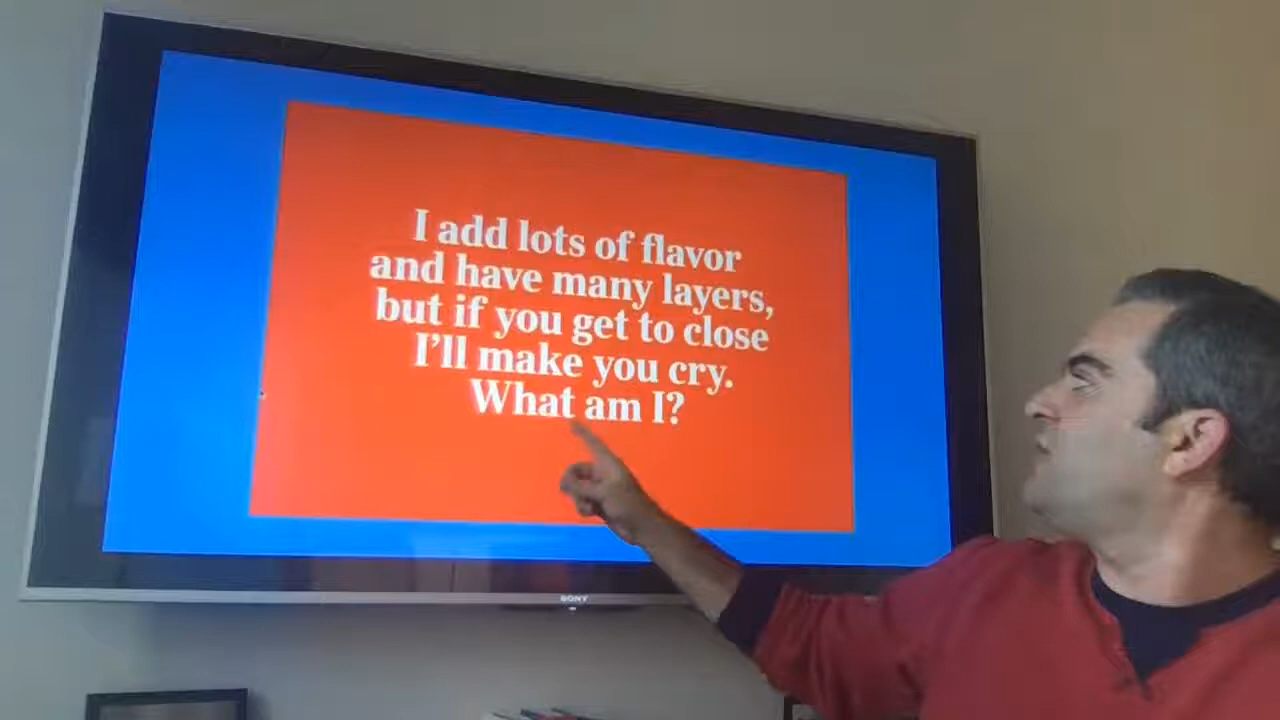 I add lots of flavor
and have many layers,
but if you get to close
I'll make you cry.
What am I?
SONY